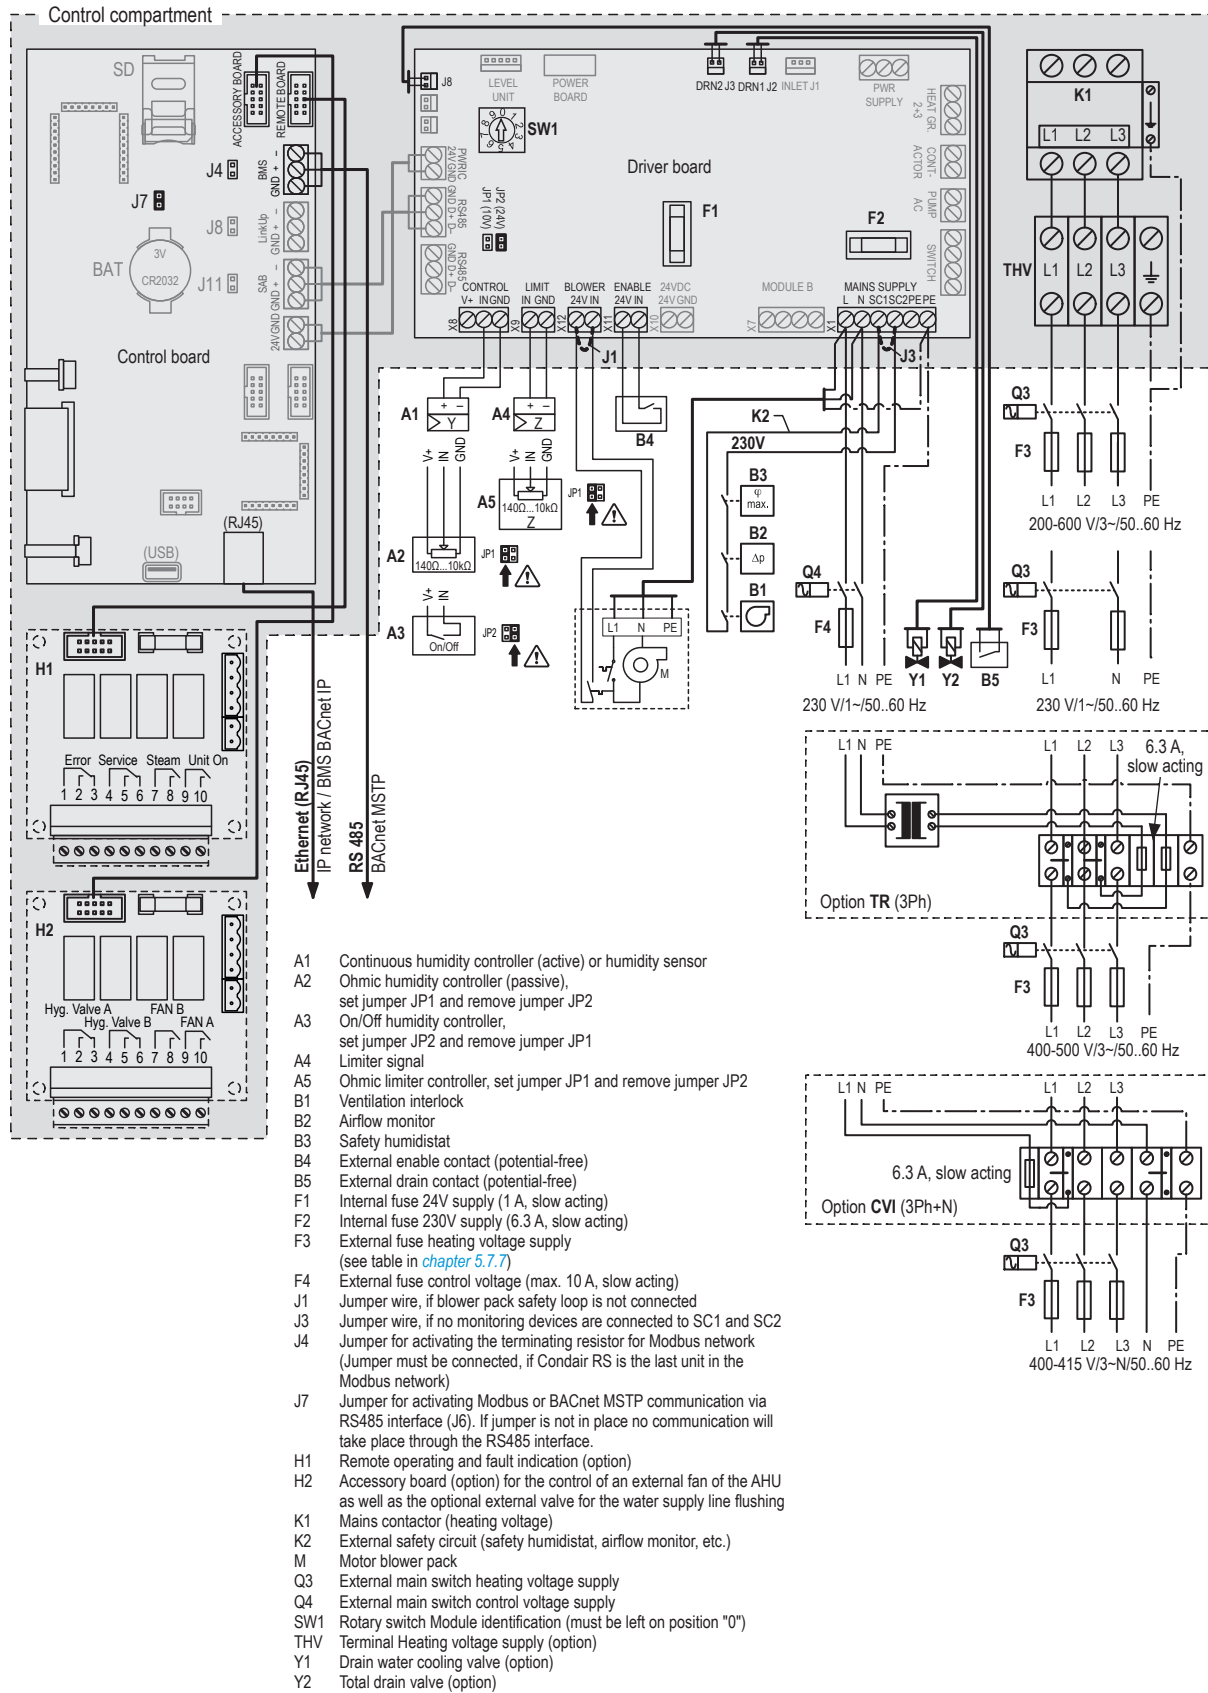 Control compartment
SD
ACCESSORY BOARD
REMOTE BOARD
J4
BMS
GND + -
J7
J8
LinkUp
GND + -
BAT
3V
CR2032
J11
SAB
GND + -
24VGND
Control board
(RJ45)
(USB)
J8
LEVEL UNIT
POWER BOARD
DRN2 J3
DRN1 J2
INLET J1
PWR SUPPLY
HEAT GR. 2+3
SW1
0 1 2 3 4 5 6 7 8 9
PWRIC
24VGND
Driver board
CONT-ACTOR
RS485
GND D+ D-
JP1 (10V)
JP2 (24V)
F1
F2
PUMP AC
RS485
GND D+ D-
SWITCH
CONTROL
V+ IN GND
LIMIT
IN GND
BLOWER
24V IN
ENABLE
24V IN
24VDC
24V GND
MODULE B
MAINS SUPPLY
L N SC1 SC2 PE PE
X8
X9
X12
X11
X10
X7
X1
J1
J3
K1
L1 L2 L3
THV
L1 L2 L3
Q3
F3
L1 L2 L3 PE
200-600 V/3~/50..60 Hz
A1
+ -
Y
A4
+ -
Z
B4
K2
230V
V+ IN GND
V+ IN GND
A5
140Ω...10kΩ
Z
JP1
B3
φ max.
A2
140Ω...10kΩ
JP1
B2
Δp
B1
V+ IN
A3
On/Off
JP2
L1 N PE
M
Q4
F4
L1 N PE
230 V/1~/50..60 Hz
Y1
Y2
B5
Q3
F3
L1 N PE
230 V/1~/50..60 Hz
H1
Error Service Steam Unit On
1 2 3 4 5 6 7 8 9 10
Ethernet (RJ45)
IP network / BMS BACnet IP
RS 485
BACnet MSTP
H2
Hyg. Valve A
Hyg. Valve B
FAN B
FAN A
1 2 3 4 5 6 7 8 9 10
L1 N PE
L1 L2 L3
6.3 A,
slow acting
Option TR (3Ph)
Q3
F3
L1 L2 L3 PE
400-500 V/3~/50..60 Hz
L1 N PE
L1 L2 L3
6.3 A, slow acting
Option CVI (3Ph+N)
Q3
F3
L1 L2 L3 N PE
400-415 V/3~N/50..60 Hz
A1 Continuous humidity controller (active) or humidity sensor
A2 Ohmic humidity controller (passive),
set jumper JP1 and remove jumper JP2
A3 On/Off humidity controller,
set jumper JP2 and remove jumper JP1
A4 Limiter signal
A5 Ohmic limiter controller, set jumper JP1 and remove jumper JP2
B1 Ventilation interlock
B2 Airflow monitor
B3 Safety humidistat
B4 External enable contact (potential-free)
B5 External drain contact (potential-free)
F1 Internal fuse 24V supply (1 A, slow acting)
F2 Internal fuse 230V supply (6.3 A, slow acting)
F3 External fuse heating voltage supply
(see table in chapter 5.7.7)
F4 External fuse control voltage (max. 10 A, slow acting)
J1 Jumper wire, if blower pack safety loop is not connected
J3 Jumper wire, if no monitoring devices are connected to SC1 and SC2
J4 Jumper for activating the terminating resistor for Modbus network
(Jumper must be connected, if Condair RS is the last unit in the
Modbus network)
J7 Jumper for activating Modbus or BACnet MSTP communication via
RS485 interface (J6). If jumper is not in place no communication will
take place through the RS485 interface.
H1 Remote operating and fault indication (option)
H2 Accessory board (option) for the control of an external fan of the AHU
as well as the optional external valve for the water supply line flushing
K1 Mains contactor (heating voltage)
K2 External safety circuit (safety humidistat, airflow monitor, etc.)
M Motor blower pack
Q3 External main switch heating voltage supply
Q4 External main switch control voltage supply
SW1 Rotary switch Module identification (must be left on position "0")
THV Terminal Heating voltage supply (option)
Y1 Drain water cooling valve (option)
Y2 Total drain valve (option)